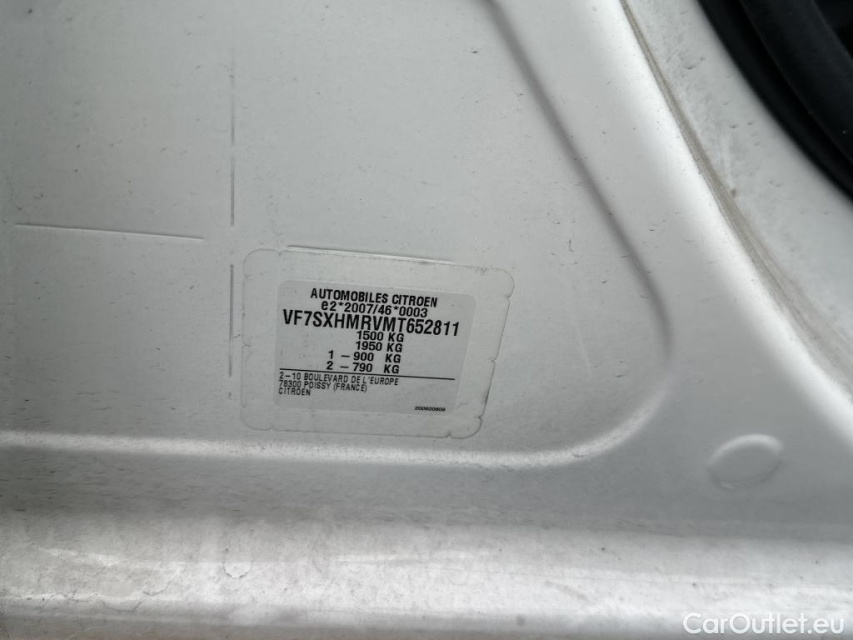 AUTOMOBILES CITROEN
e2*2007/46*0003
VF7SXHMRVMT652811
1500 KG
1950 KG
1 – 900 KG
2 – 790 KG
2–10 BOULEVARD DE L'EUROPE
78300 POISSY (FRANCE)
CITROEN
CarOutlet.eu